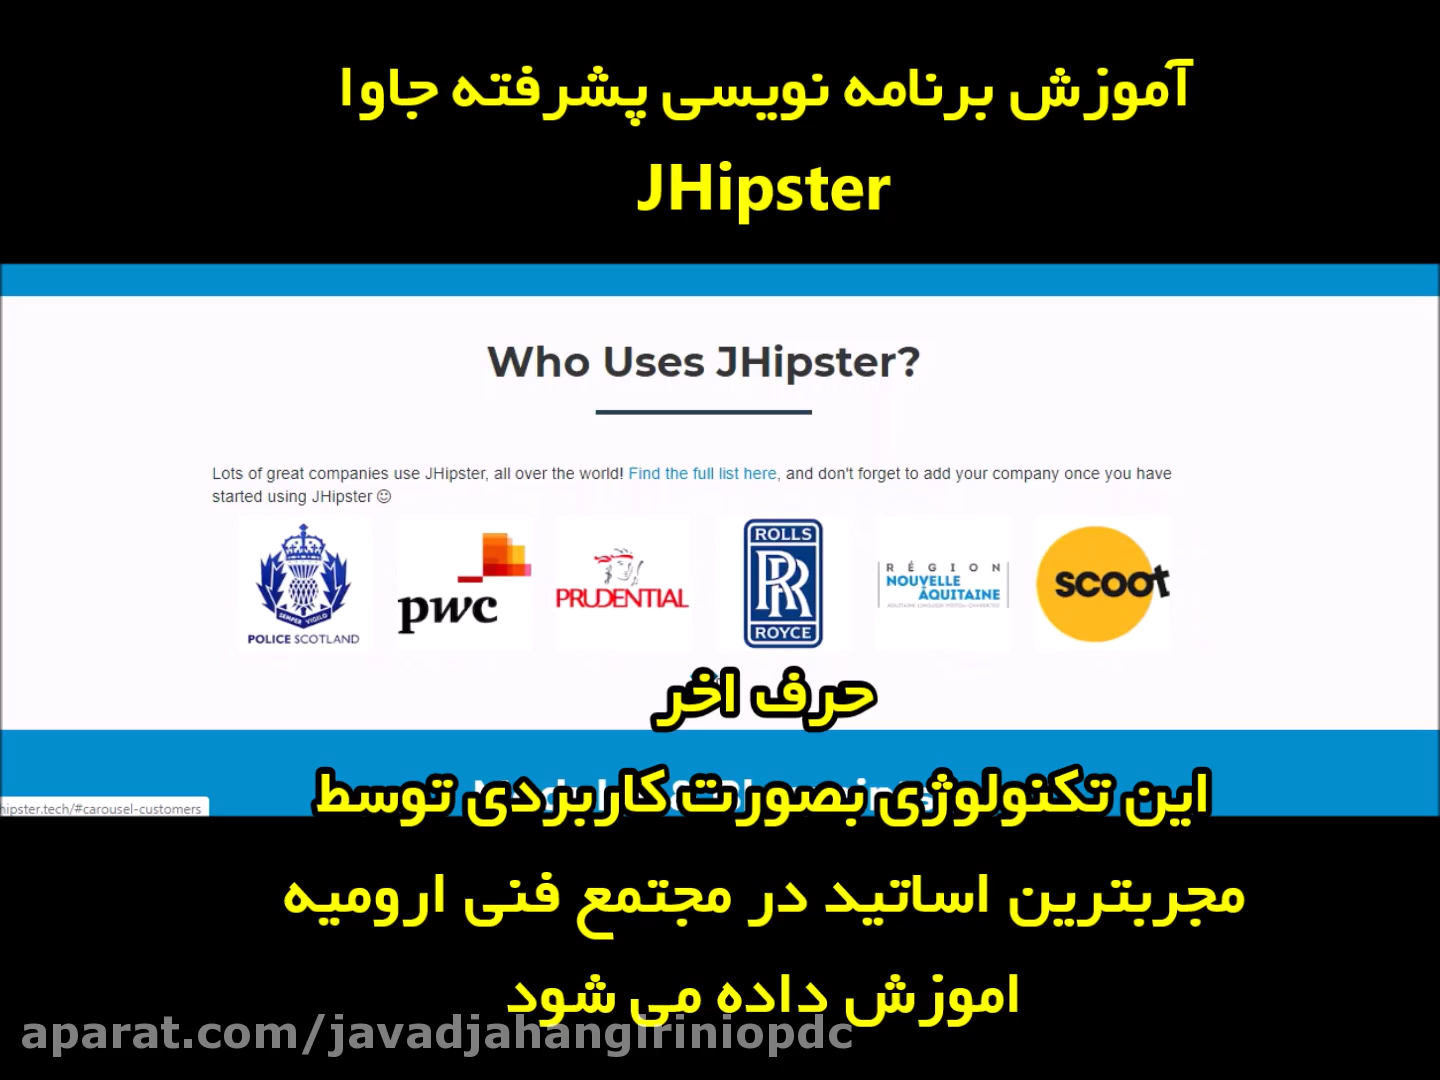 آموزش برنامه نویسی پشرفته جاوا
JHipster
Who Uses JHipster?
Lots of great companies use JHipster, all over the world! Find the full list here, and don't forget to add your company once you have
started using JHipster ☺
SEMPER VIGILO
POLICE SCOTLAND
pwc
PRUDENTIAL
ROLLS
RR
ROYCE
RÉGION
NOUVELLE
AQUITAINE
scoot
حرف اخر
این تکنولوژی بصورت کاربردی توسط
hipster.tech/#carousel-customers
مجربترین اساتید در مجتمع فنی ارومیه
اموزش داده می شود
aparat.com/javadjahangiriniopdc